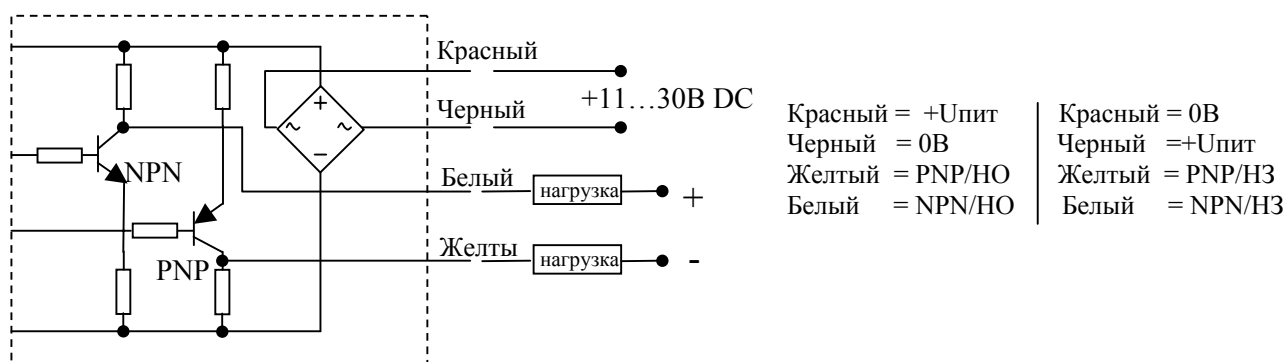 Красный
+11…30В DC
Черный
NPN
Белый
нагрузка
+
PNP
Желты
нагрузка
-
+
~
~
−
Красный = +Uпит
Черный = 0В
Желтый = PNP/НО
Белый = NPN/НО
Красный = 0В
Черный =+Uпит
Желтый = PNP/НЗ
Белый = NPN/НЗ